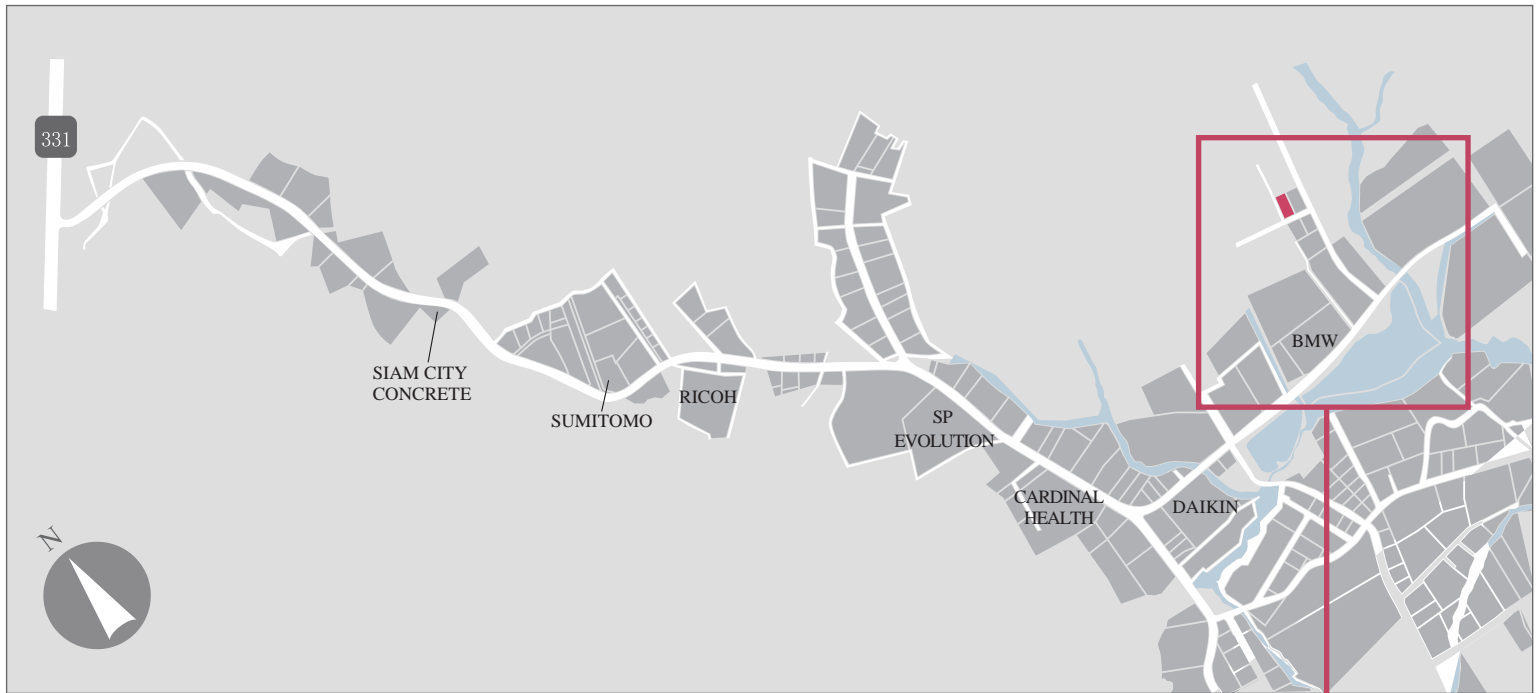 331
SIAM CITY
CONCRETE
SUMITOMO
RICOH
SP
EVOLUTION
CARDINAL
HEALTH
DAIKIN
BMW
N